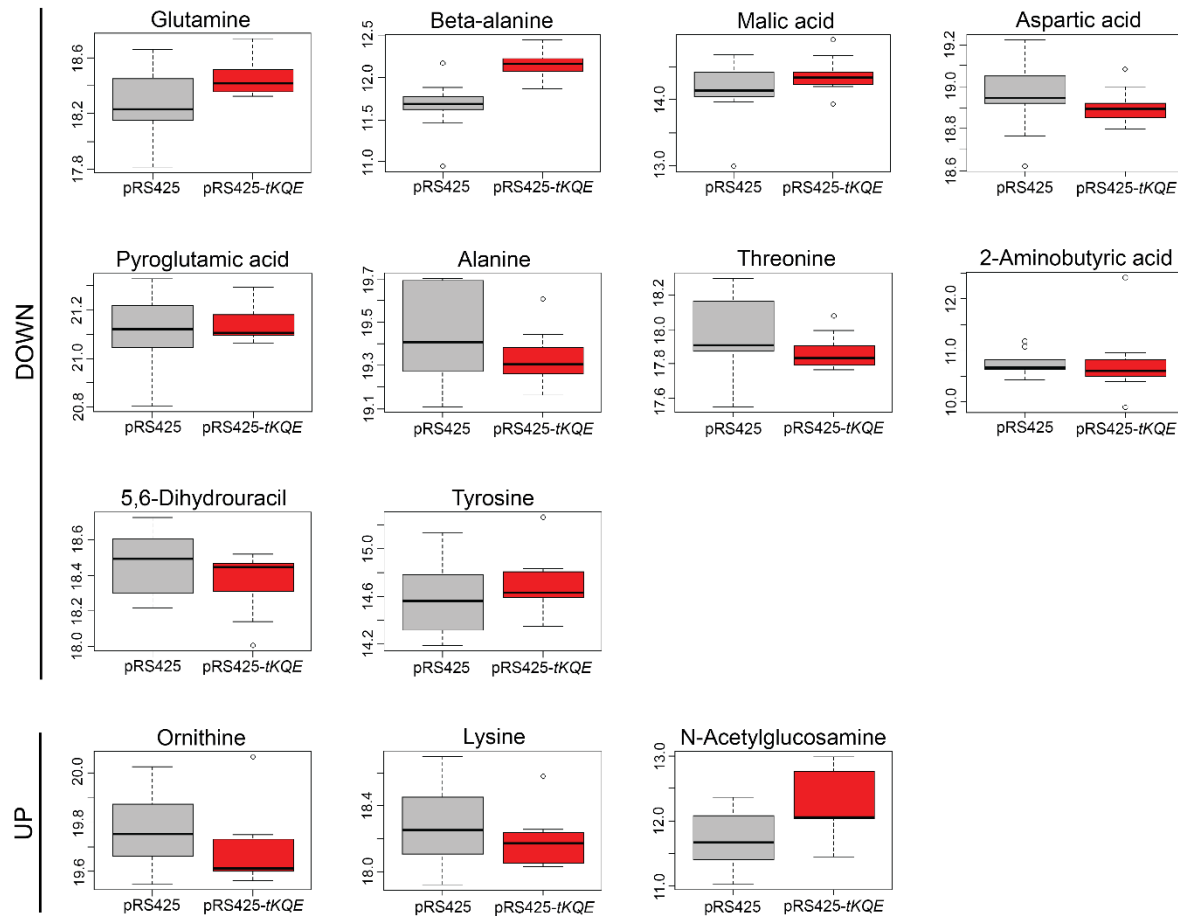 Glutamine
Beta-alanine
Malic acid
Aspartic acid
18.6
18.2
17.8
12.5
12.0
11.5
11.0
14.0
13.0
19.2
19.0
18.8
18.6
pRS425 pRS425-tKQE
pRS425 pRS425-tKQE
pRS425 pRS425-tKQE
pRS425 pRS425-tKQE
DOWN
Pyroglutamic acid
Alanine
Threonine
2-Aminobutyric acid
21.2
21.0
20.8
19.7
19.5
19.3
19.1
18.2
18.0
17.8
17.6
12.0
11.0
10.0
pRS425 pRS425-tKQE
pRS425 pRS425-tKQE
pRS425 pRS425-tKQE
pRS425 pRS425-tKQE
5,6-Dihydrouracil
Tyrosine
18.6
18.4
18.2
18.0
15.0
14.6
14.2
pRS425 pRS425-tKQE
pRS425 pRS425-tKQE
UP
Ornithine
Lysine
N-Acetylglucosamine
20.0
19.8
19.6
18.4
18.0
13.0
12.0
11.0
pRS425 pRS425-tKQE
pRS425 pRS425-tKQE
pRS425 pRS425-tKQE